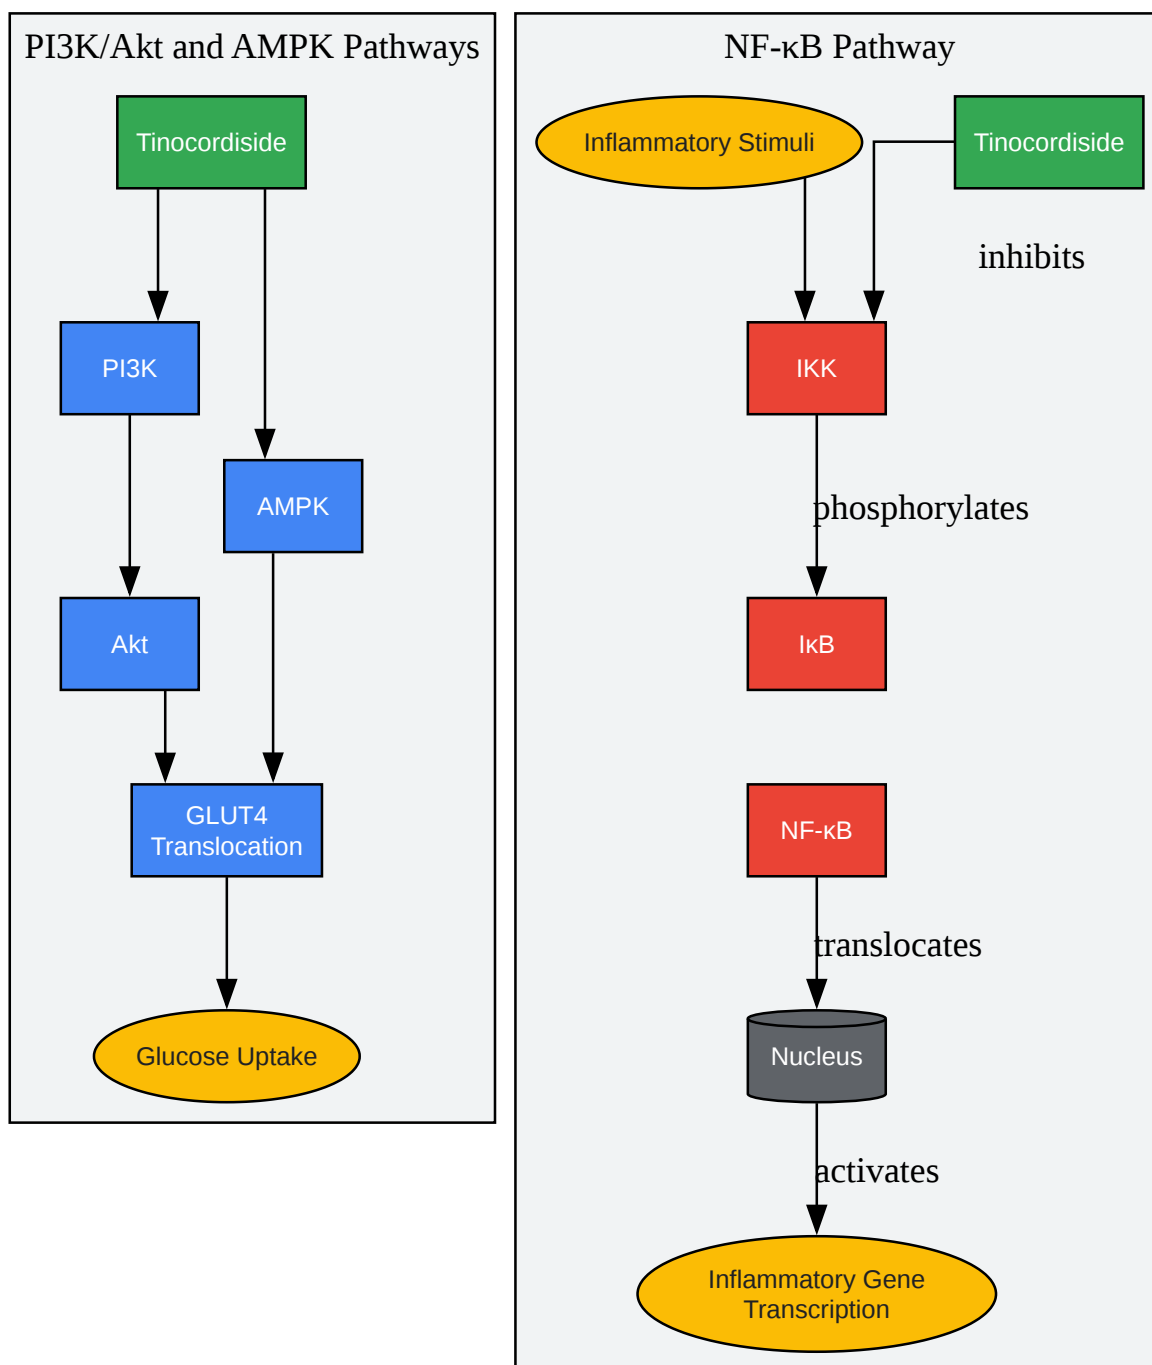 PI3K/Akt and AMPK Pathways
Tinocordiside
PI3K
AMPK
Akt
GLUT4
Translocation
Glucose Uptake
NF-κB Pathway
Inflammatory Stimuli
Tinocordiside
inhibits
IKK
phosphorylates
IκB
NF-κB
translocates
Nucleus
activates
Inflammatory Gene
Transcription